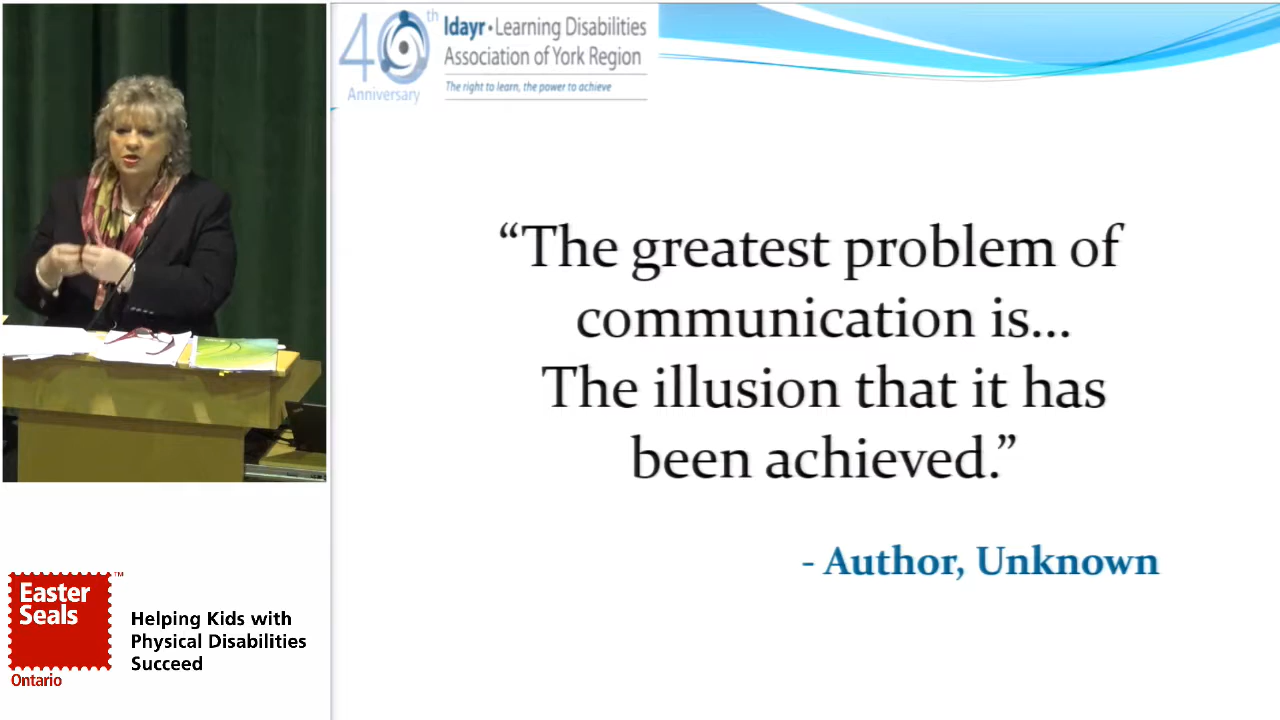 40th
Anniversary
ldayr • Learning Disabilities
Association of York Region
The right to learn, the power to achieve
“The greatest problem of
communication is...
The illusion that it has
been achieved.”
- Author, Unknown
Easter
Seals
™
Ontario
Helping Kids with
Physical Disabilities
Succeed